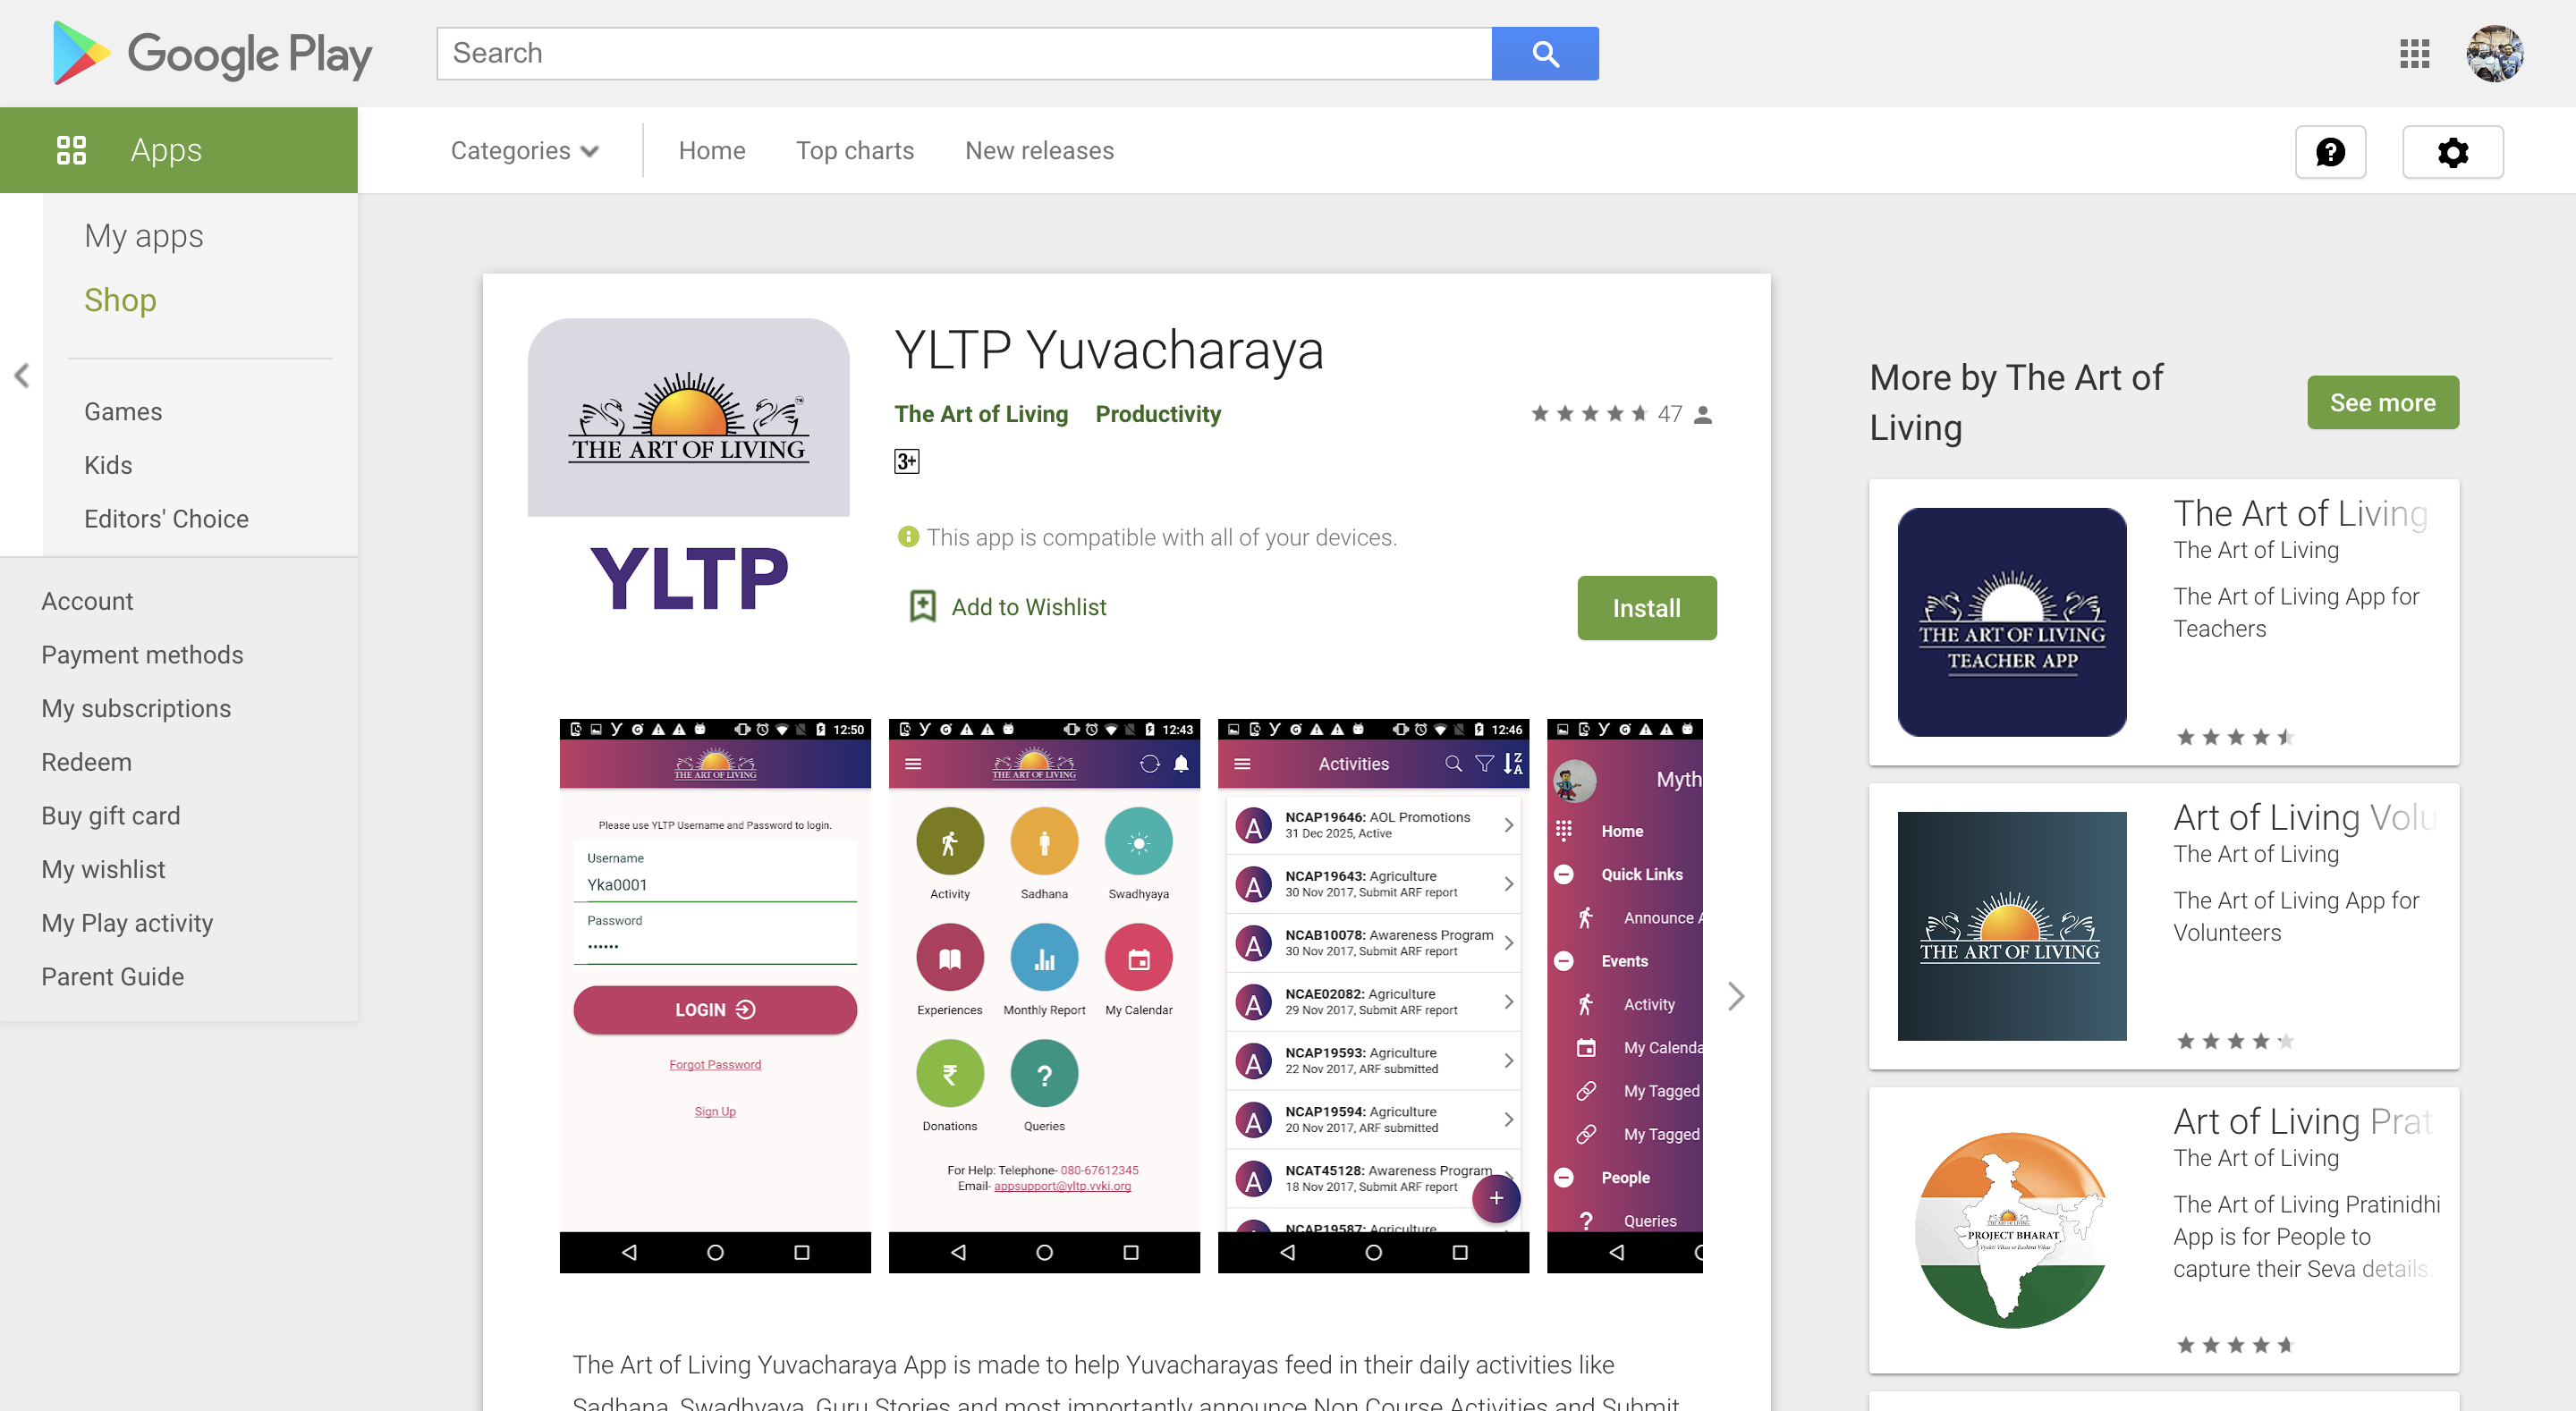 Google Play
Search
Apps
Categories
Home
Top charts
New releases
My apps
Shop
Games
Kids
Editors' Choice
Account
Payment methods
My subscriptions
Redeem
Buy gift card
My wishlist
My Play activity
Parent Guide
THE ART OF LIVING
YLTP
YLTP Yuvacharaya
The Art of Living Productivity
47
3+
This app is compatible with all of your devices.
Add to Wishlist
Install
12:50
THE ART OF LIVING
Please use YLTP Username and Password to login.
Username
Yka0001
Password
LOGIN
Forgot Password
Sign Up
12:43
THE ART OF LIVING
Activity
Sadhana
Swadhyaya
Experiences
Monthly Report
My Calendar
Donations
Queries
For Help: Telephone- 080-67612345
Email- appsupport@yltp.vvki.org
12:46
Activities
NCAP19646: AOL Promotions
31 Dec 2025, Active
NCAP19643: Agriculture
30 Nov 2017, Submit ARF report
NCAB10078: Awareness Program
30 Nov 2017, Submit ARF report
NCAE02082: Agriculture
29 Nov 2017, Submit ARF report
NCAP19593: Agriculture
22 Nov 2017, ARF submitted
NCAP19594: Agriculture
20 Nov 2017, ARF submitted
NCAT45128: Awareness Program
18 Nov 2017, Submit ARF report
NCAP19587: Agriculture
Myth
Home
Quick Links
Announce A
Events
Activity
My Calenda
My Tagged
My Tagged
People
Queries
The Art of Living Yuvacharaya App is made to help Yuvacharayas feed in their daily activities like
Sadhana, Swadhyaya, Guru Stories and most importantly announce Non Course Activities and Submit
More by The Art of
Living
See more
THE ART OF LIVING
TEACHER APP
The Art of Living
The Art of Living
The Art of Living App for
Teachers
THE ART OF LIVING
Art of Living Volu
The Art of Living
The Art of Living App for
Volunteers
PROJECT BHARAT
Art of Living Prat
The Art of Living
The Art of Living Pratinidhi
App is for People to
capture their Seva details.